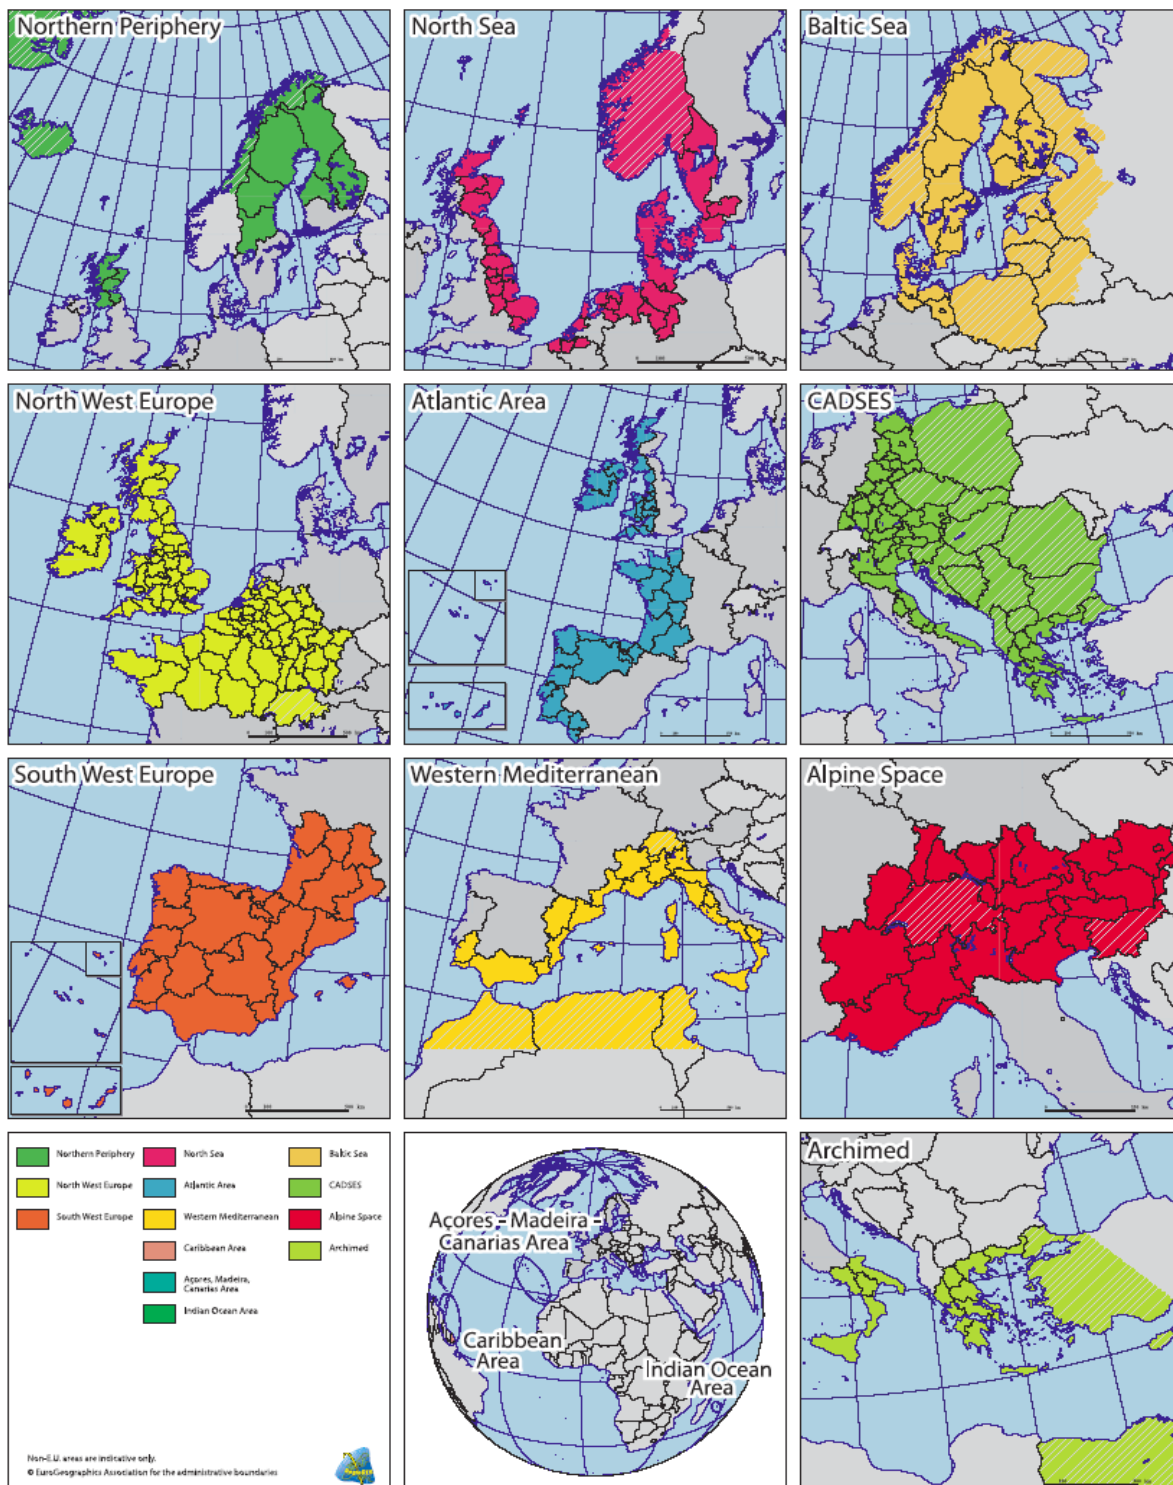 Northern Periphery
North Sea
Baltic Sea
North West Europe
Atlantic Area
CADSES
South West Europe
Western Mediterranean
Alpine Space
Northern Periphery
North Sea
Baltic Sea
North West Europe
Atlantic Area
CADSES
South West Europe
Western Mediterranean
Alpine Space
Caribbean Area
Archimed
Açores, Madeira,
Canarias Area
Indian Ocean Area
Non-E.U. areas are indicative only.
© EuroGeographics Association for the administrative boundaries
Açores - Madeira -
Canarias Area
Caribbean
Area
Indian Ocean
Area
Archimed